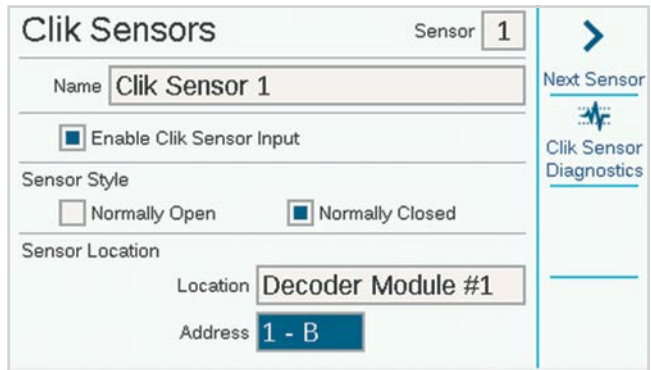 Clik Sensors
Sensor 1
Next Sensor
Name Clik Sensor 1
Enable Clik Sensor Input
Clik Sensor
Diagnostics
Sensor Style
Normally Open Normally Closed
Sensor Location
Location Decoder Module #1
Address 1 - B